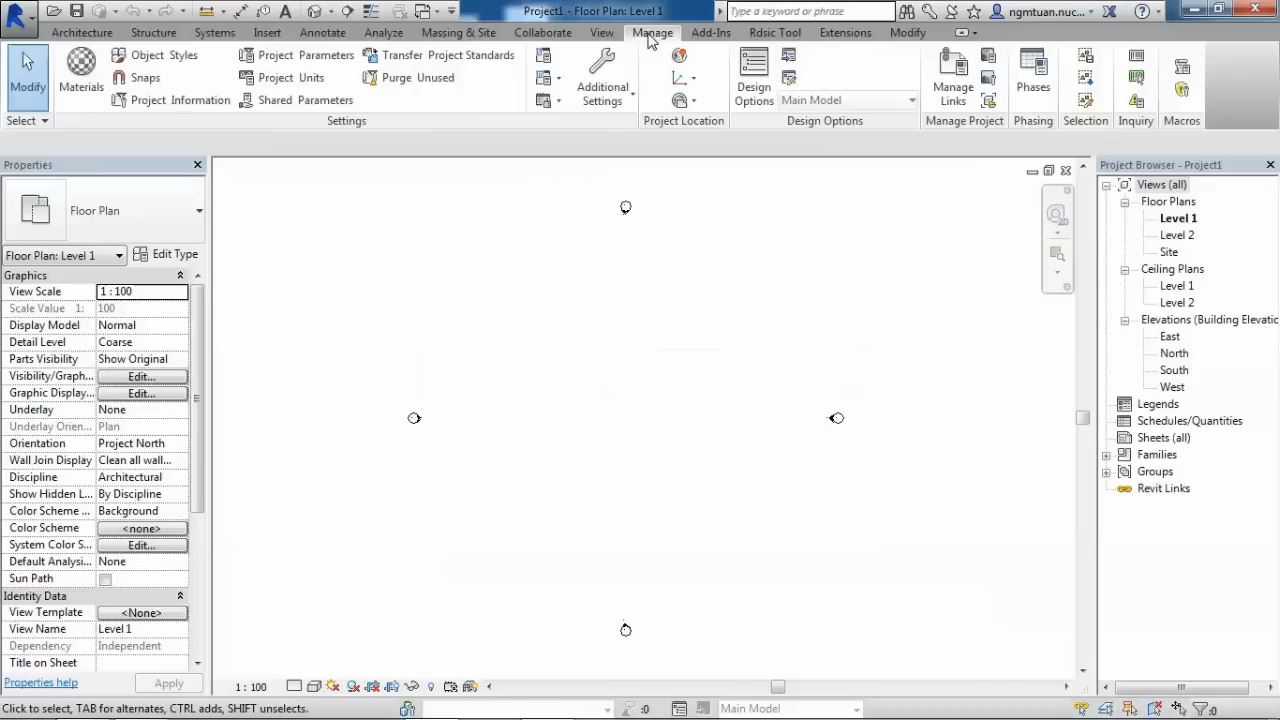 Project1 - Floor Plan: Level 1
Type a keyword or phrase
ngmtuan.nuc...
Architecture Structure Systems Insert Annotate Analyze Massing & Site Collaborate View Manage Add-Ins Rdsic Tool Extensions Modify
Modify
Select
Materials
Object Styles
Snaps
Project Information
Project Parameters
Project Units
Shared Parameters
Transfer Project Standards
Purge Unused
Settings
Additional
Settings
Project Location
Design
Options
Main Model
Design Options
Manage
Links
Manage Project
Phases
Phasing
Selection
Inquiry
Macros
Properties
Floor Plan
Floor Plan: Level 1
Edit Type
Graphics
View Scale 1 : 100
Scale Value 1: 100
Display Model Normal
Detail Level Coarse
Parts Visibility Show Original
Visibility/Graph... Edit...
Graphic Display... Edit...
Underlay None
Underlay Orien... Plan
Orientation Project North
Wall Join Display Clean all wall...
Discipline Architectural
Show Hidden L... By Discipline
Color Scheme ... Background
Color Scheme <none>
System Color S... Edit...
Default Analysi... None
Sun Path
Identity Data
View Template <None>
View Name Level 1
Dependency Independent
Title on Sheet
Properties help
Apply
2D
1 : 100
Project Browser - Project1
Views (all)
Floor Plans
Level 1
Level 2
Site
Ceiling Plans
Level 1
Level 2
Elevations (Building Elevatio
East
North
South
West
Legends
Schedules/Quantities
Sheets (all)
Families
Groups
Revit Links
Click to select, TAB for alternates, CTRL adds, SHIFT unselects.
:0
Main Model
:0